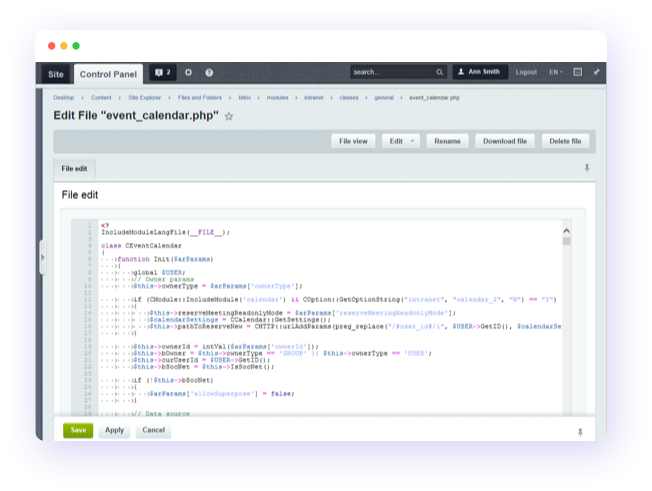 Site Control Panel 2 search... Ann Smith Logout EN
Desktop Content Site Explorer Files and Folders bitrix modules intranet classes general event_calendar.php
Edit File "event_calendar.php"
File view Edit Rename Download file Delete file
File edit
File edit
1 <?
2 IncludeModuleLangFile(__FILE__);
3
4 class CEventCalendar
5 {
6 function Init($arParams)
7 {
8 global $USER;
9 // Owner params
10 $this->ownerType = $arParams['ownerType'];
11
12 if (CModule::IncludeModule('calendar') && COption::GetOptionString("intranet", "calendar_2", "N") == "Y")
13 {
14 $this->reserveMeetingReadonlyMode = $arParams['reserveMeetingReadonlyMode'];
15 $calendarSettings = CCalendar::GetSettings();
16 $this->pathToReserveNew = CHTTP::urlAddParams(preg_replace("/#user_id#/i", $USER->GetID(), $calendarSe
17 }
18
19 $this->ownerId = intVal($arParams['ownerId']);
20 $this->bOwner = $this->ownerType == 'GROUP' || $this->ownerType == 'USER';
21 $this->curUserId = $USER->GetID();
22 $this->bSocNet = $this->IsSocNet();
23
24 if (!$this->bSocNet)
25 {
26 $arParams['allowSuperpose'] = false;
27 }
28
29 // Data source
Save Apply Cancel